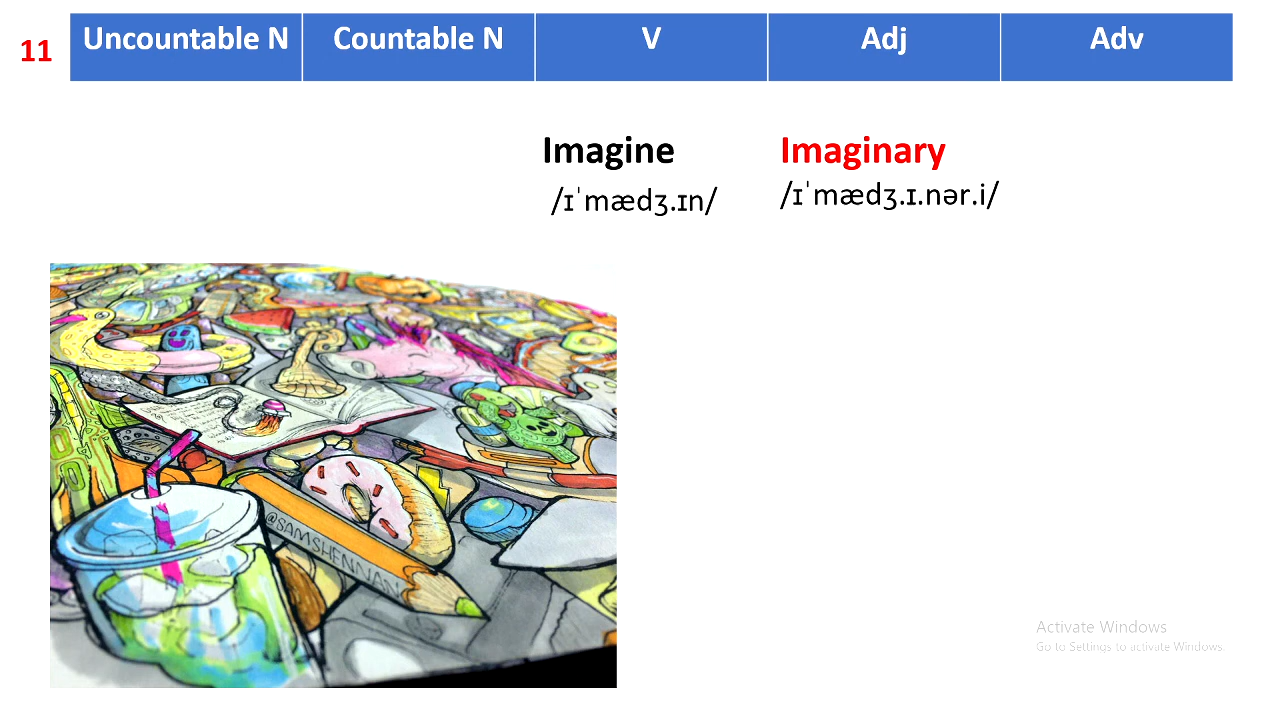 11
Uncountable N Countable N V Adj Adv
Imagine Imaginary
/ɪˈmædʒ.ɪn/ /ɪˈmædʒ.ɪ.nər.i/
@SAMSHENNAN
Activate Windows
Go to Settings to activate Windows.